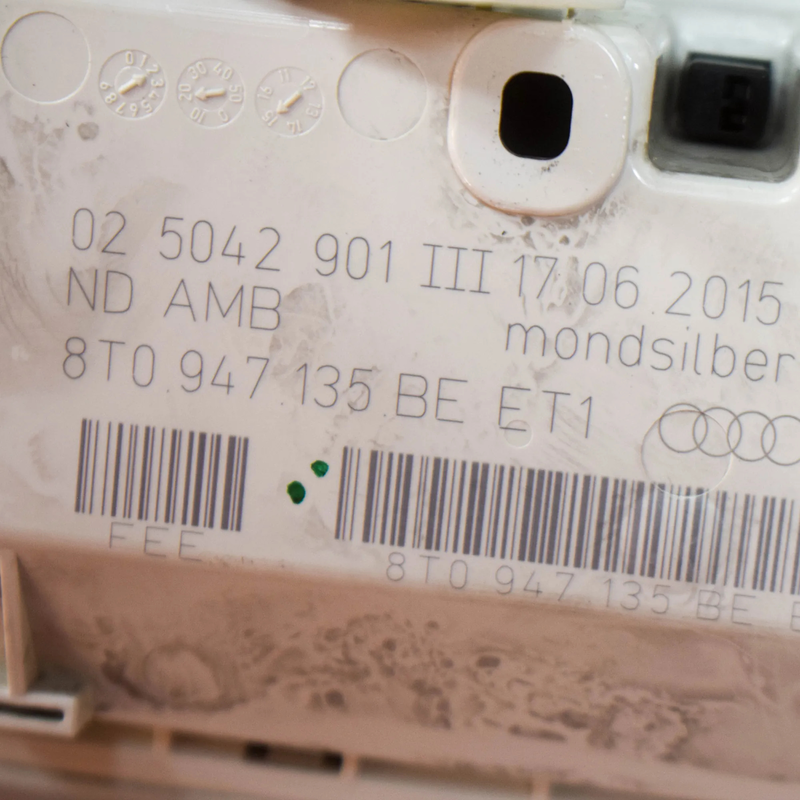 02 5042 901 III 17.06.2015
ND AMB
mondsilber
8T0.947.135.BE ET1
FEE
8T0 947 135 BE